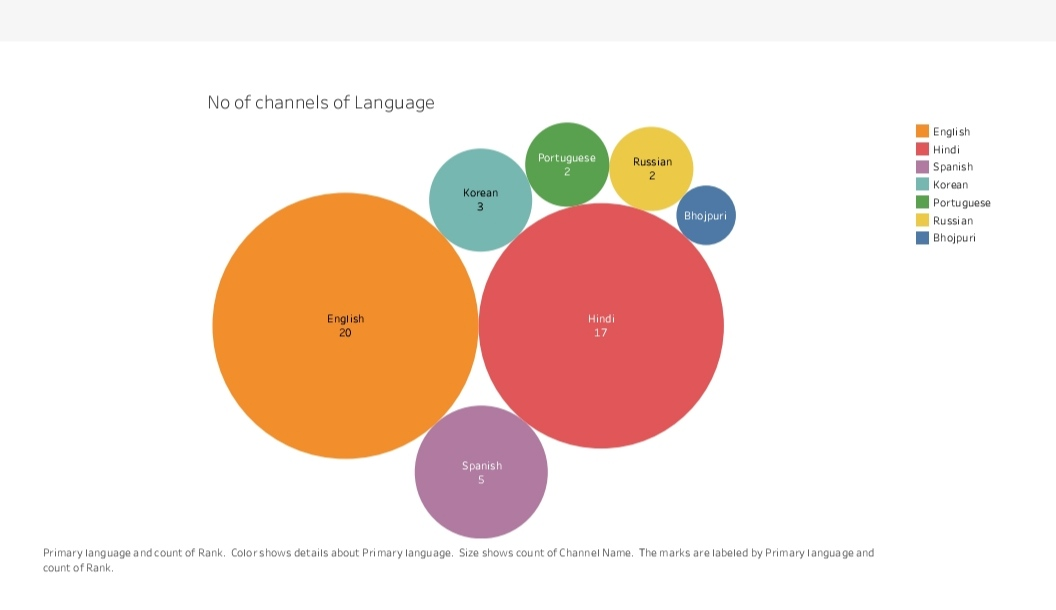 No of channels of Language
Portuguese
2
Russian
2
Korean
3
Bhojpuri
English
20
Hindi
17
Spanish
5
English
Hindi
Spanish
Korean
Portuguese
Russian
Bhojpuri
Primary language and count of Rank. Color shows details about Primary language. Size shows count of Channel Name. The marks are labeled by Primary language and
count of Rank.